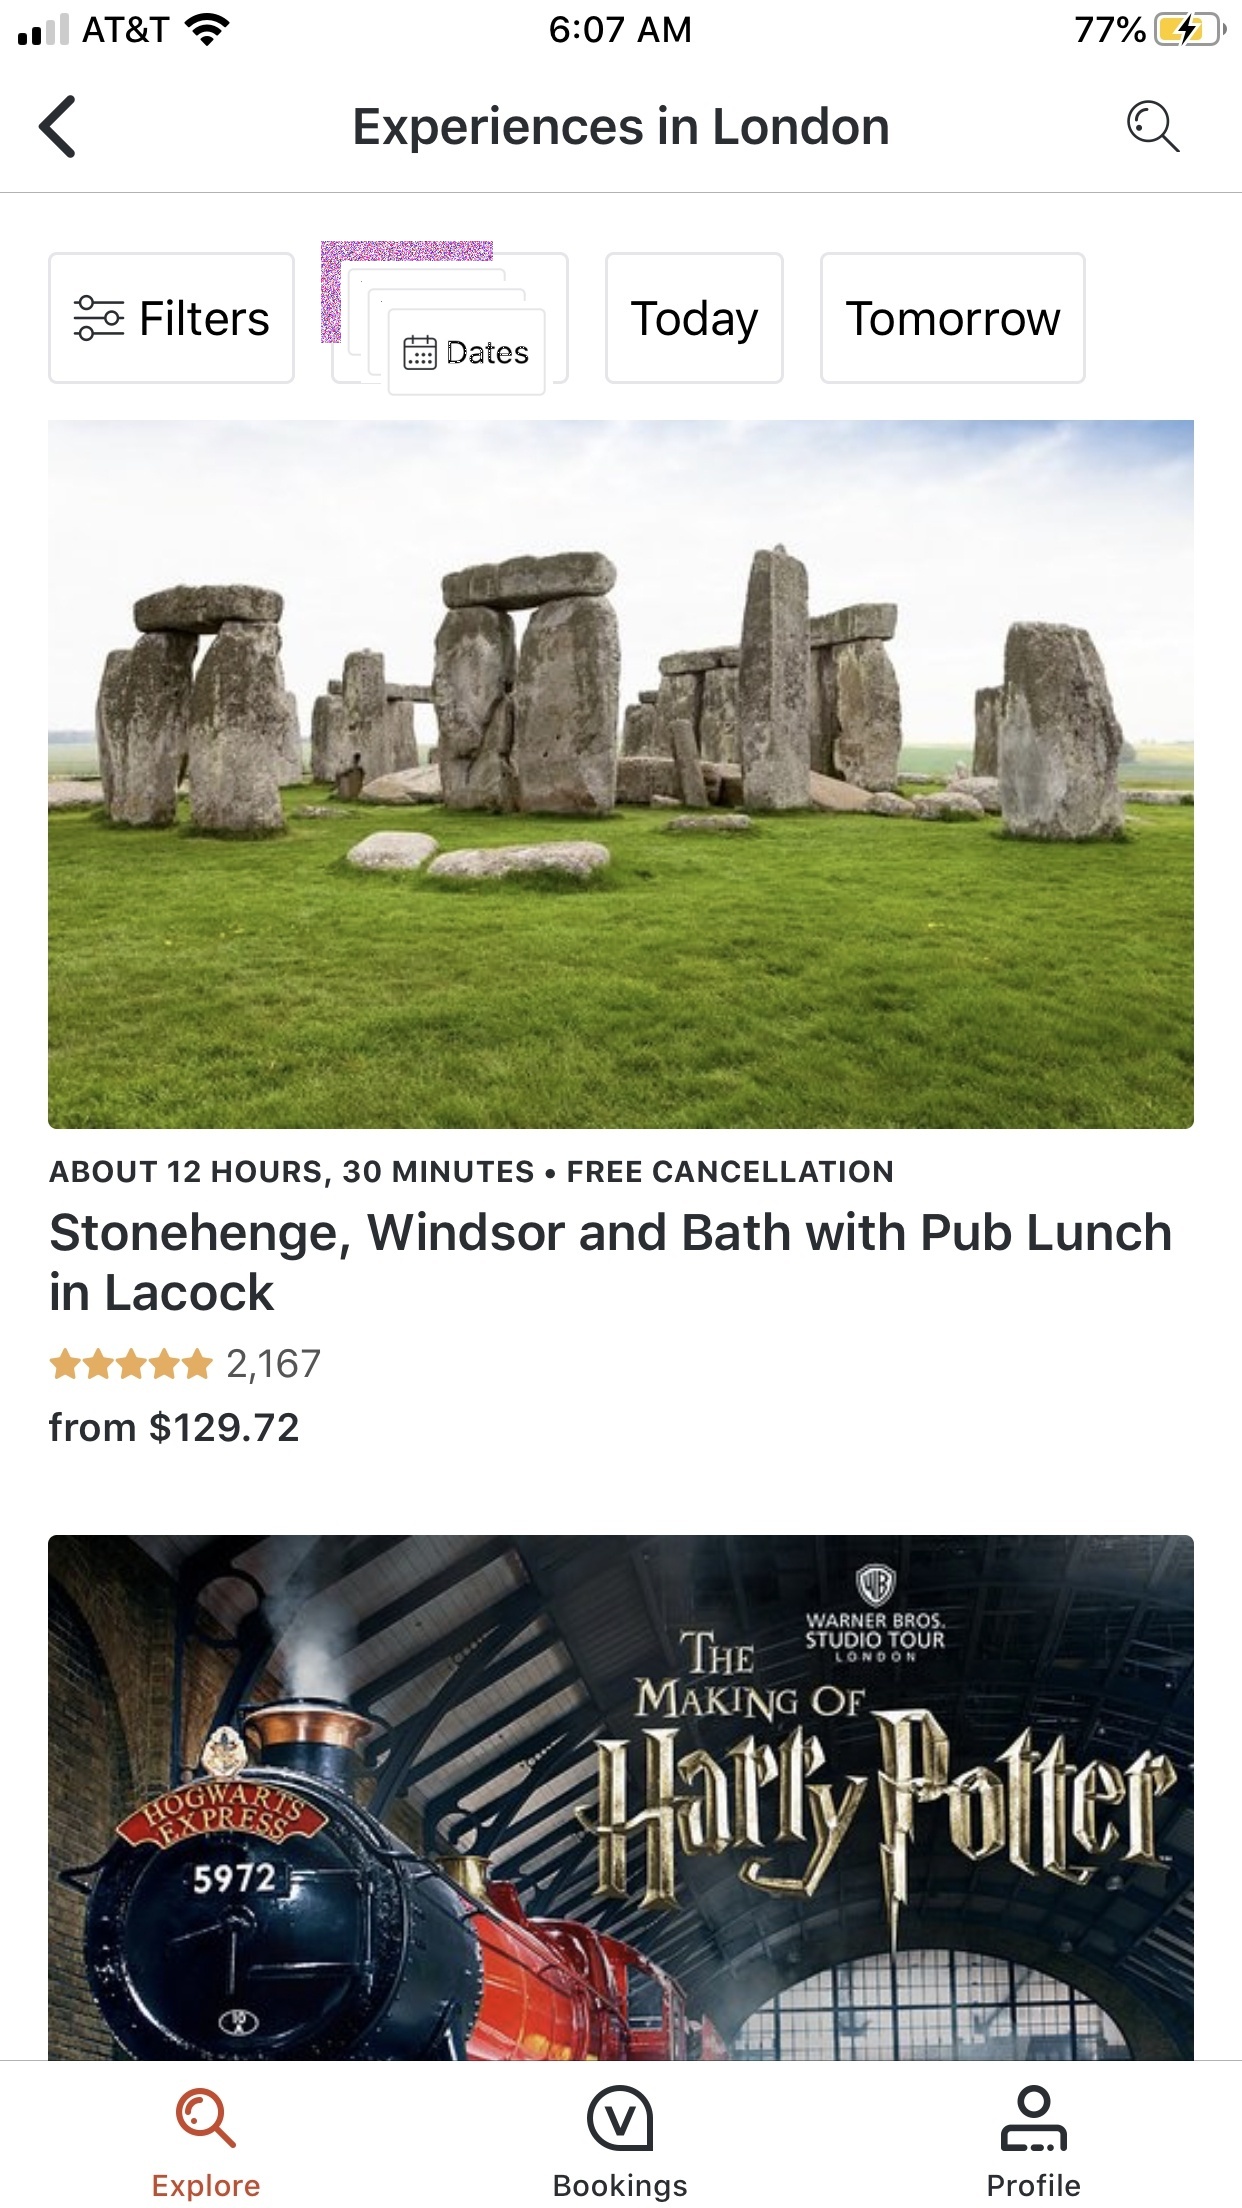 AT&T 6:07 AM 77%
Experiences in London
Filters Dates Today Tomorrow
ABOUT 12 HOURS, 30 MINUTES • FREE CANCELLATION
Stonehenge, Windsor and Bath with Pub Lunch
in Lacock
2,167
from $129.72
WARNER BROS.
STUDIO TOUR
LONDON
THE
MAKING OF
Harry Potter
HOGWARTS
EXPRESS
5972
Explore Bookings Profile